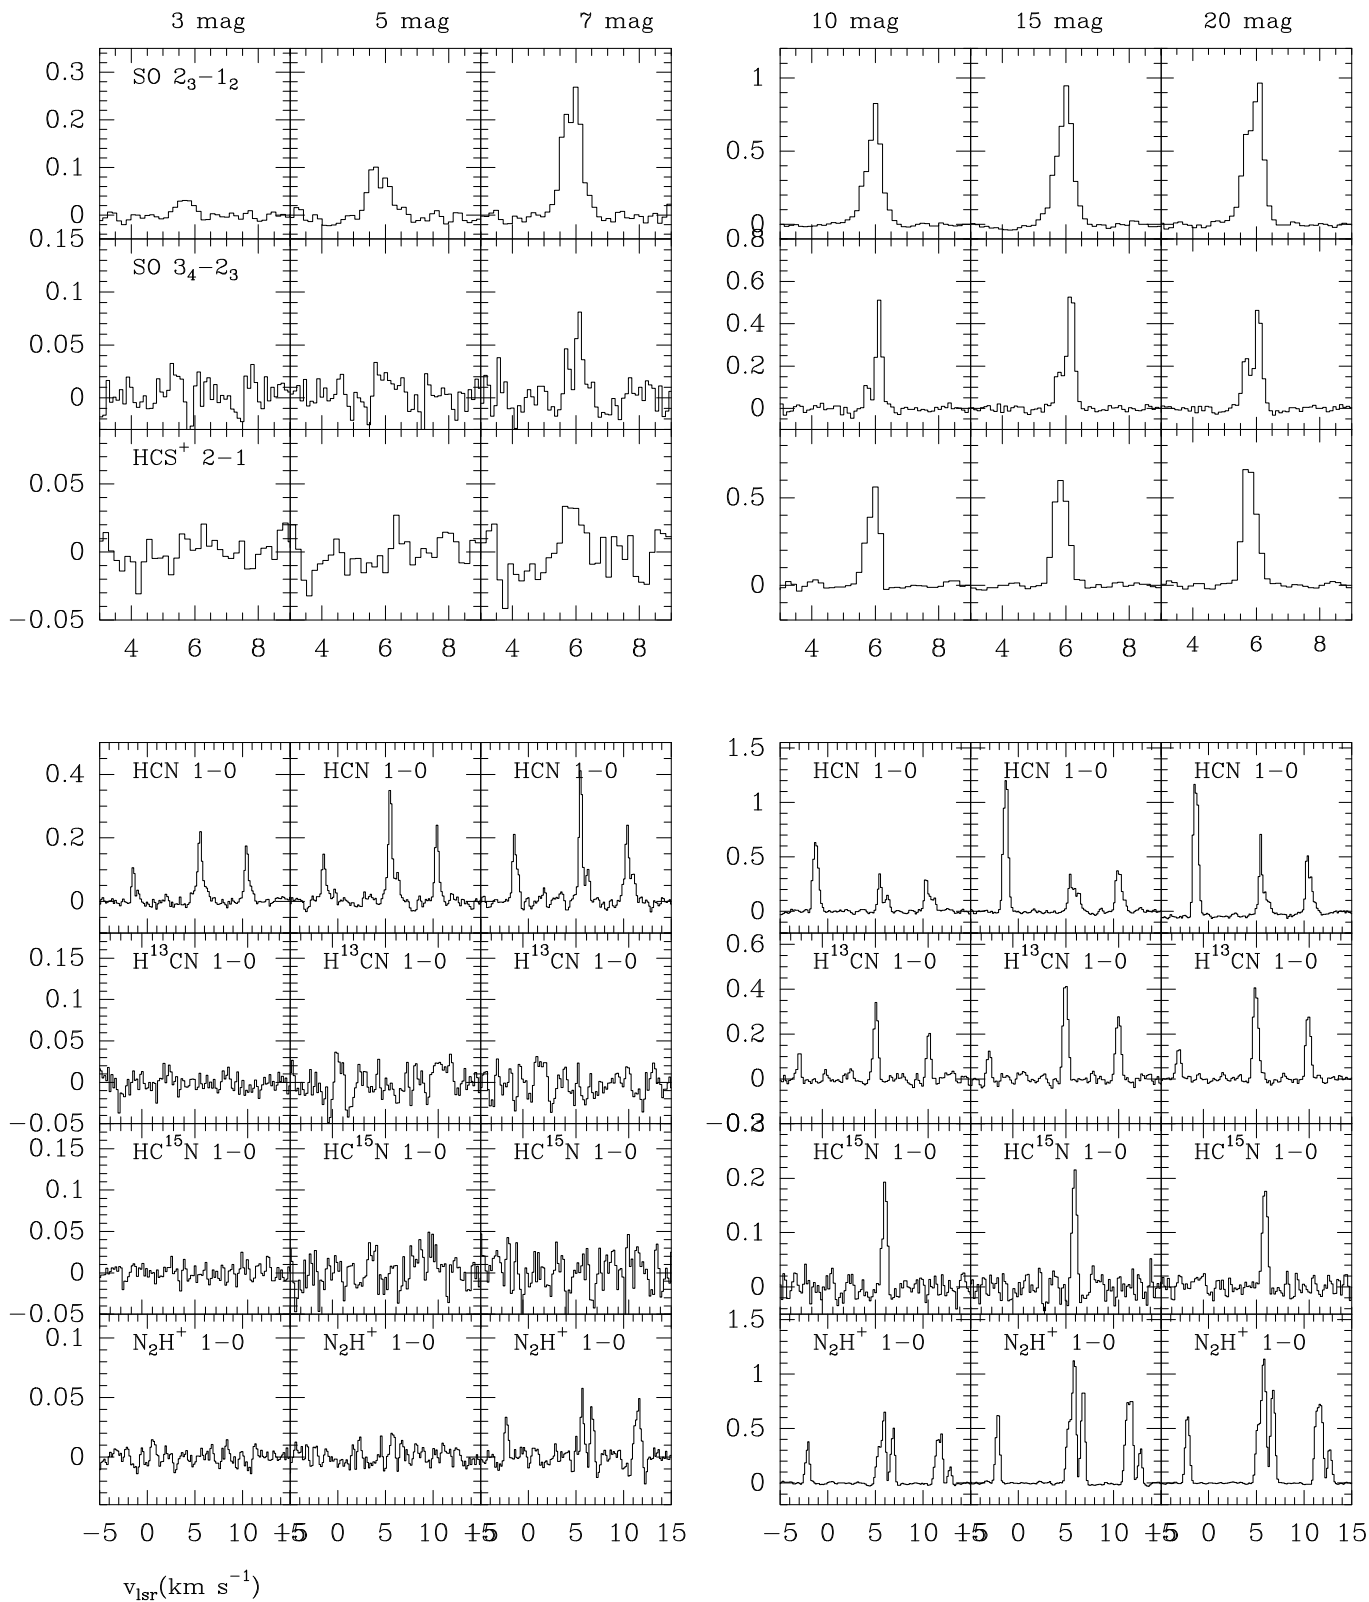 3 mag 5 mag 7 mag 10 mag 15 mag 20 mag
0.3 SO 2₃−1₂ 1
0.2
0.1 0.5
0 0
0.15 SO 3₄−2₃ 0.8
0.1 0.6
0.05 0.4
0.2
0 0
HCS⁺ 2−1
0.05 0.5
0 0
−0.05
4 6 8 4 6 8 4 6 8 4 6 8 4 6 8 4 6 8
HCN 1−0 HCN 1−0 HCN 1−0 1.5 HCN 1−0 HCN 1−0 HCN 1−0
0.4 1
0.2 0.5
0 0
H¹³CN 1−0 H¹³CN 1−0 H¹³CN 1−0 0.6 H¹³CN 1−0 H¹³CN 1−0 H¹³CN 1−0
0.15
0.1 0.4
0.05 0.2
0 0
−0.05
HC¹⁵N 1−0 HC¹⁵N 1−0 HC¹⁵N 1−0 HC¹⁵N 1−0 HC¹⁵N 1−0 HC¹⁵N 1−0
0.15 0.2
0.1
0.05 0.1
0 0
−0.05
N₂H⁺ 1−0 N₂H⁺ 1−0 N₂H⁺ 1−0 1.5 N₂H⁺ 1−0 N₂H⁺ 1−0 N₂H⁺ 1−0
0.1 1
0.05 0.5
0 0
−5 0 5 10 0 5 10 0 5 10 15 −5 0 5 10 0 5 10 0 5 10 15
v_lsr(km s⁻¹)